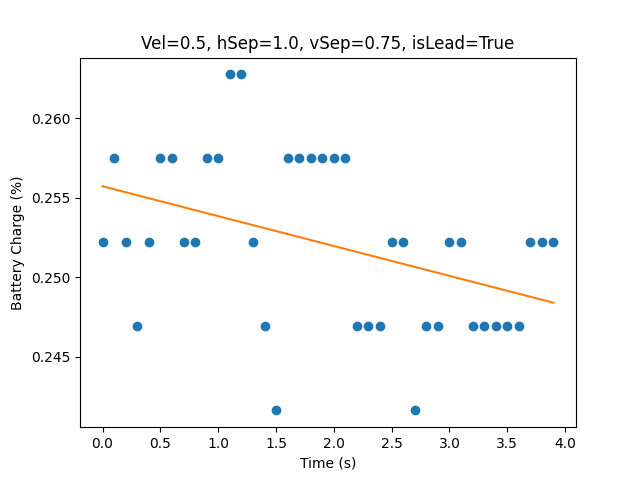 Vel=0.5, hSep=1.0, vSep=0.75, isLead=True
Battery Charge (%)
0.260
0.255
0.250
0.245
0.0 0.5 1.0 1.5 2.0 2.5 3.0 3.5 4.0
Time (s)